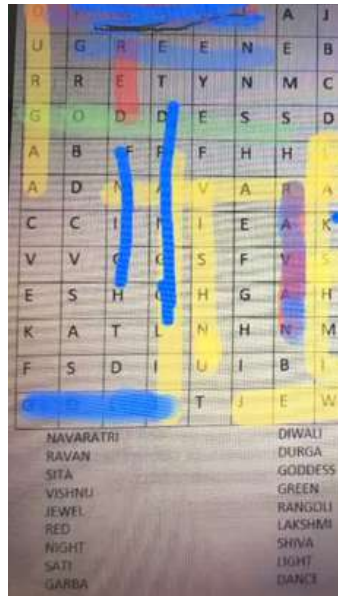 D A J
U G R E E N E B
R R E T Y N M C
G O D D E S S D
A B F H H L
A D N A V A R A
C C I N I E A K
V V G G S F V S
E S H O H G A H
K A T L N H N M
F S D I U I B I
T J E W
NAVARATRI DIWALI
RAVAN DURGA
SITA GODDESS
VISHNU GREEN
JEWEL RANGOLI
RED LAKSHMI
NIGHT SHIVA
SATI LIGHT
GARBA DANCE